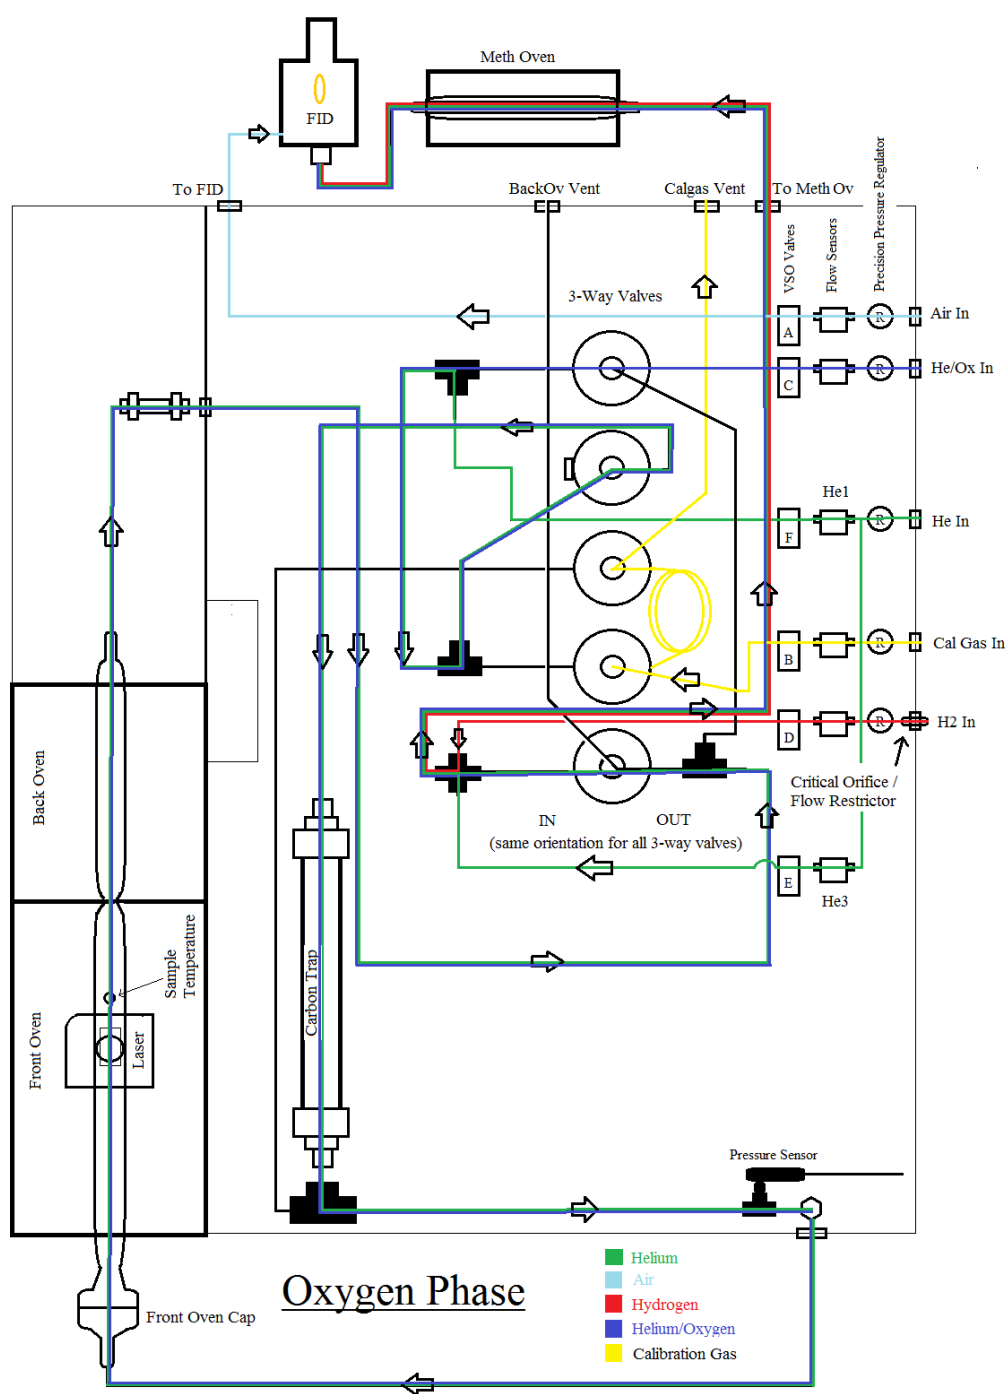 Meth Oven
FID
To FID
BackOv Vent
Calgas Vent
To Meth Ov
VSO Valves
Flow Sensors
Precision Pressure Regulator
3-Way Valves
A
R
Air In
C
R
He/Ox In
He1
F
R
He In
B
R
Cal Gas In
D
R
H2 In
Critical Orifice /
Flow Restrictor
IN
OUT
(same orientation for all 3-way valves)
E
He3
Back Oven
Sample
Temperature
Front Oven
Laser
Carbon Trap
Pressure Sensor
Front Oven Cap
Oxygen Phase
Helium
Air
Hydrogen
Helium/Oxygen
Calibration Gas